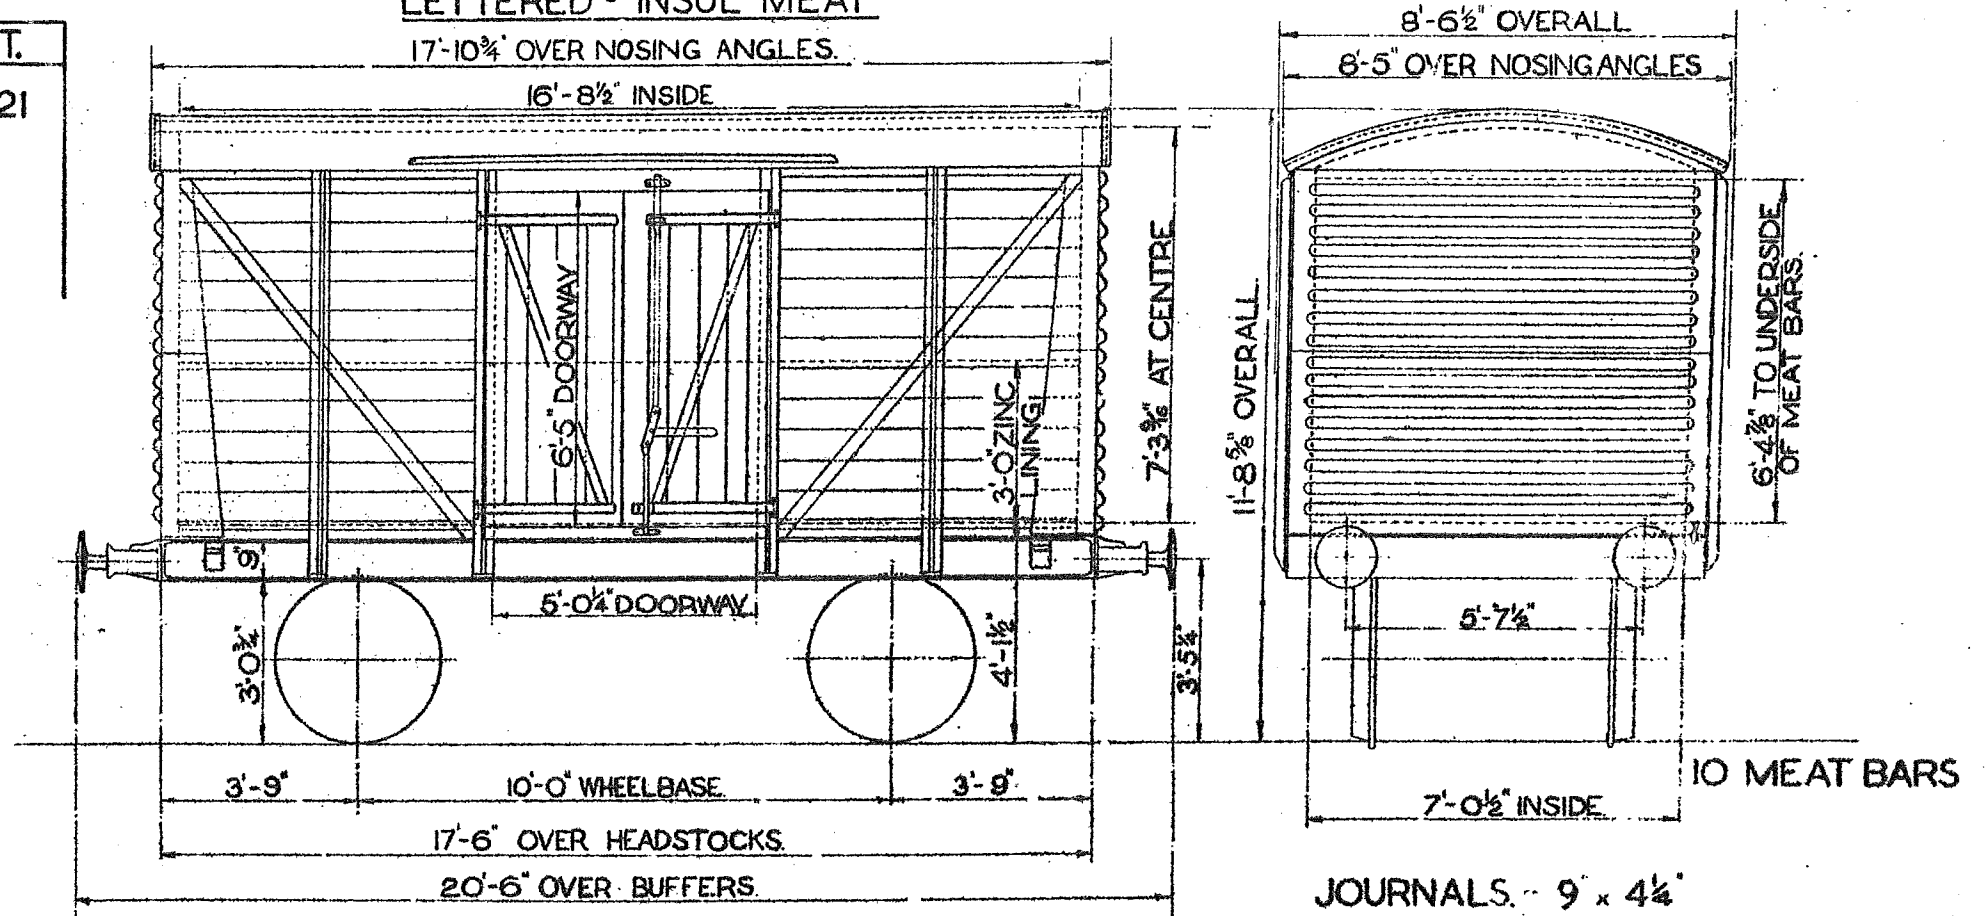 LETTERED - INSUL MEAT
T.
21
17'-10¾" OVER NOSING ANGLES.
16'-8½" INSIDE
8'-6½" OVERALL
8'-5" OVER NOSING ANGLES
6'-5" DOORWAY
3'-0" ZINC
LINING
7'-3 9/16" AT CENTRE
11'-8⅝" OVERALL
6'-4⅞" TO UNDERSIDE
OF MEAT BARS.
9"
5'-0¼" DOORWAY
3'-0¾"
4'-1½"
3'-5¼"
5'-7½"
3'-9"
10'-0" WHEELBASE.
3'-9"
10 MEAT BARS
7'-0½" INSIDE.
17'-6" OVER HEADSTOCKS.
20'-6" OVER BUFFERS.
JOURNALS. - 9" x 4¼"